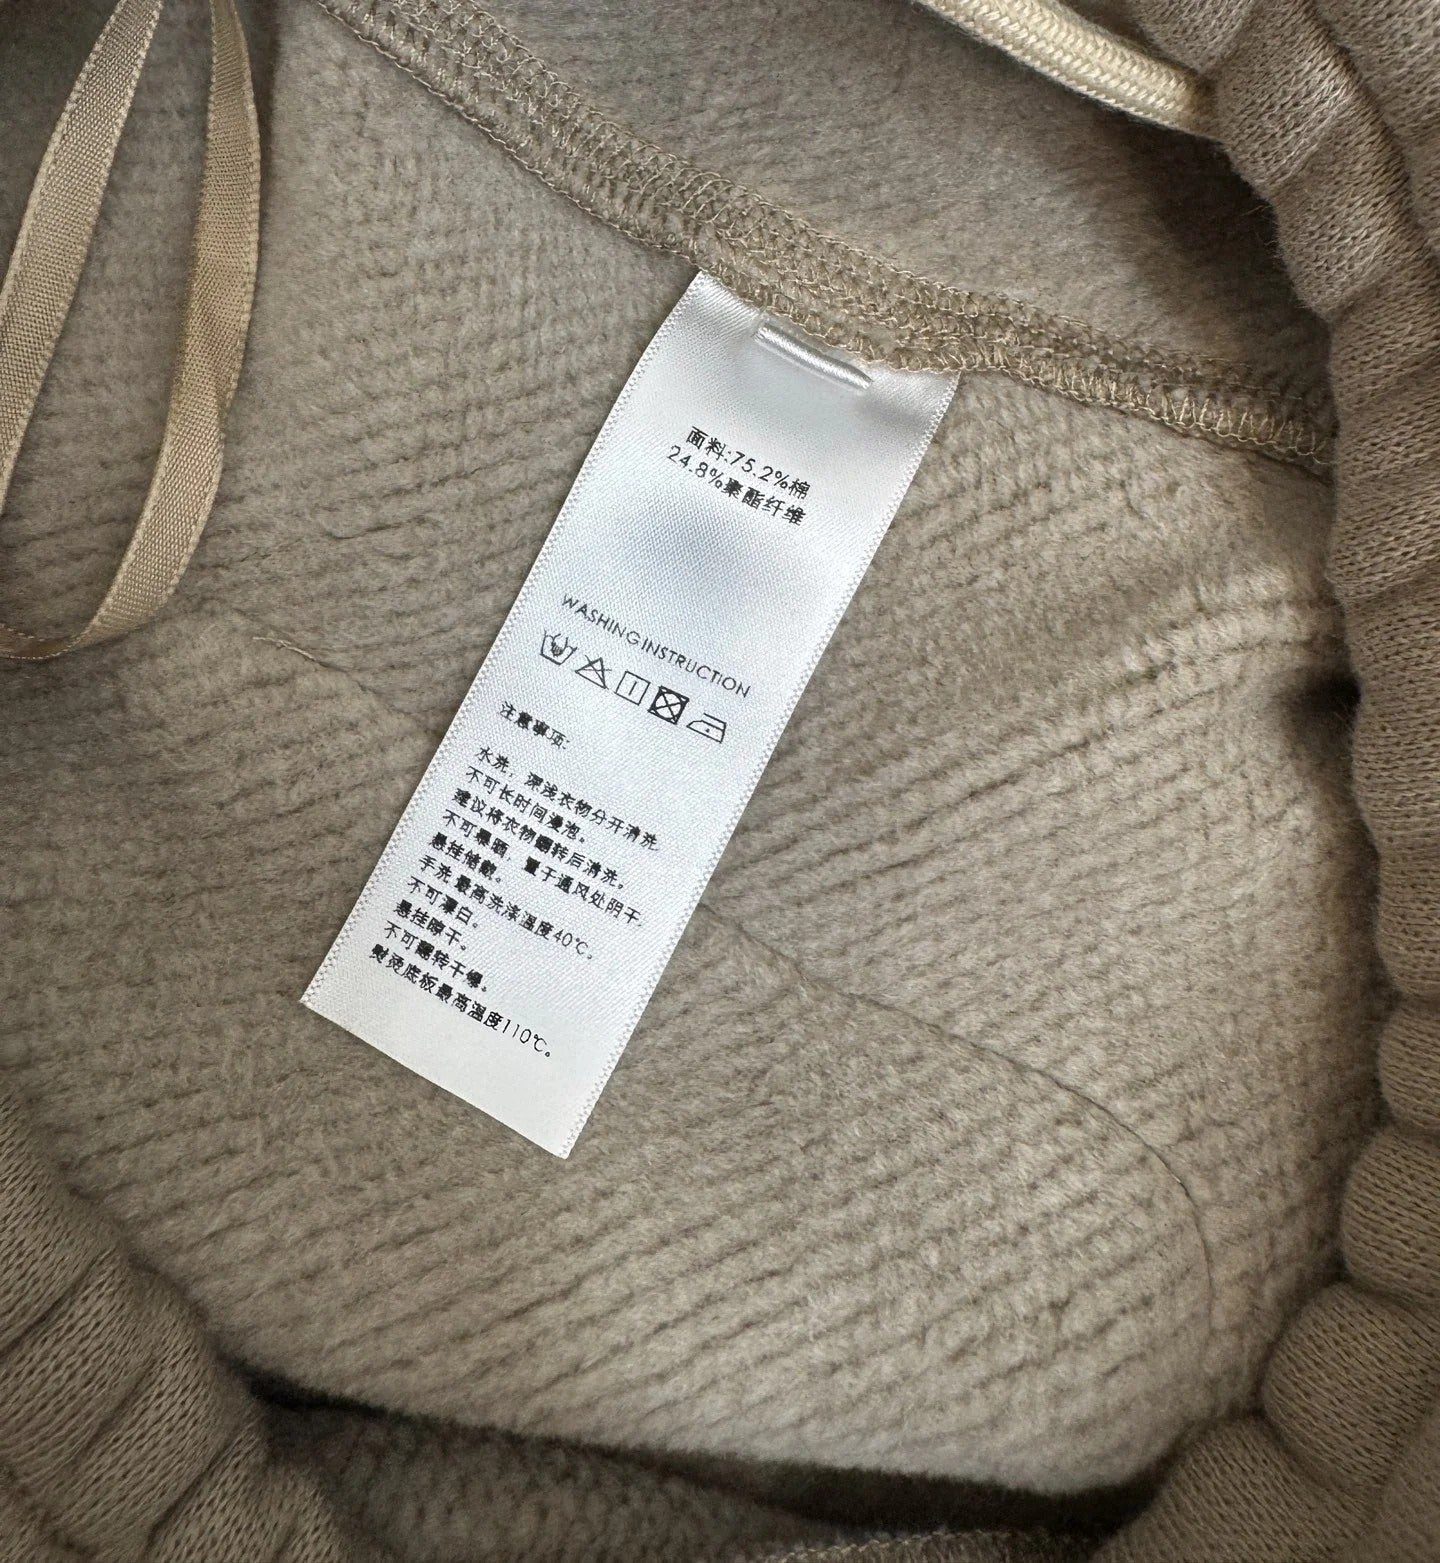 面料:75.2%棉
24.8%聚酯纤维
WASHING INSTRUCTION
注意事项:
水洗，深浅衣物分开清洗
不可长时间浸泡。
建议将衣物翻转后清洗。
不可曝晒，置于通风处阴干，
悬挂储藏。
手洗 最高洗涤温度40℃。
不可漂白。
悬挂晾干。
不可翻转干燥。
熨烫底板最高温度110℃。